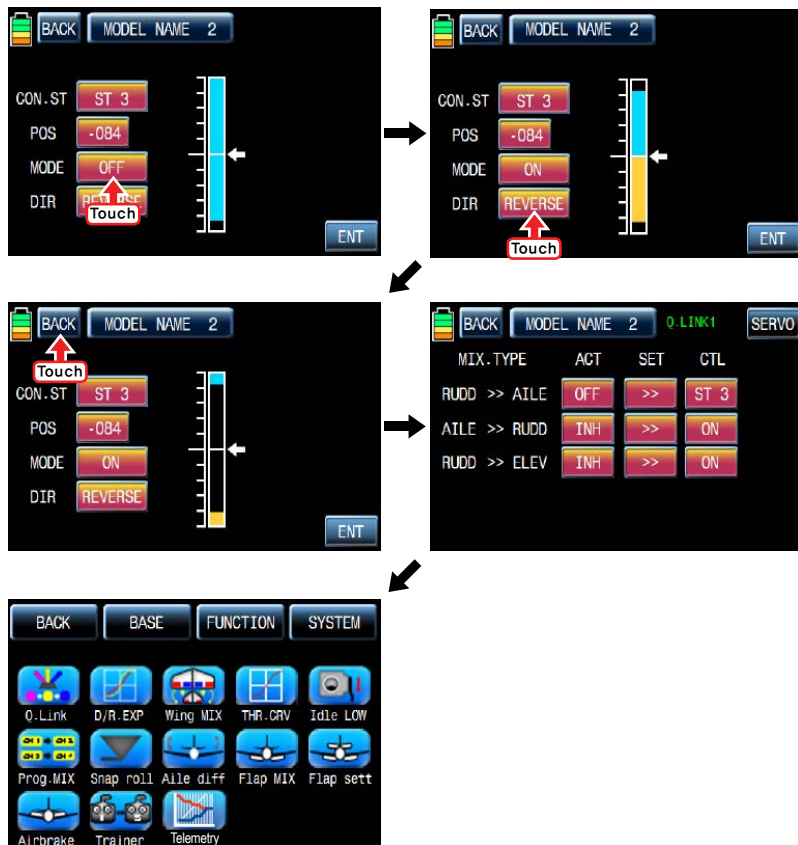 BACK MODEL NAME 2
CON.ST ST 3
POS -084
MODE OFF
DIR REVERSE
Touch
ENT
BACK MODEL NAME 2
CON.ST ST 3
POS -084
MODE ON
DIR REVERSE
Touch
ENT
BACK MODEL NAME 2
Touch
CON.ST ST 3
POS -084
MODE ON
DIR REVERSE
ENT
BACK MODEL NAME 2 Q.LINK1 SERVO
MIX.TYPE ACT SET CTL
RUDD >> AILE OFF >> ST 3
AILE >> RUDD INH >> ON
RUDD >> ELEV INH >> ON
BACK BASE FUNCTION SYSTEM
Q.Link D/R.EXP Wing MIX THR.CRV Idle LOW
CH1 CH2
CH3 CH4
Prog.MIX Snap roll Aile diff Flap MIX Flap sett
Airbrake Trainer Telemetry